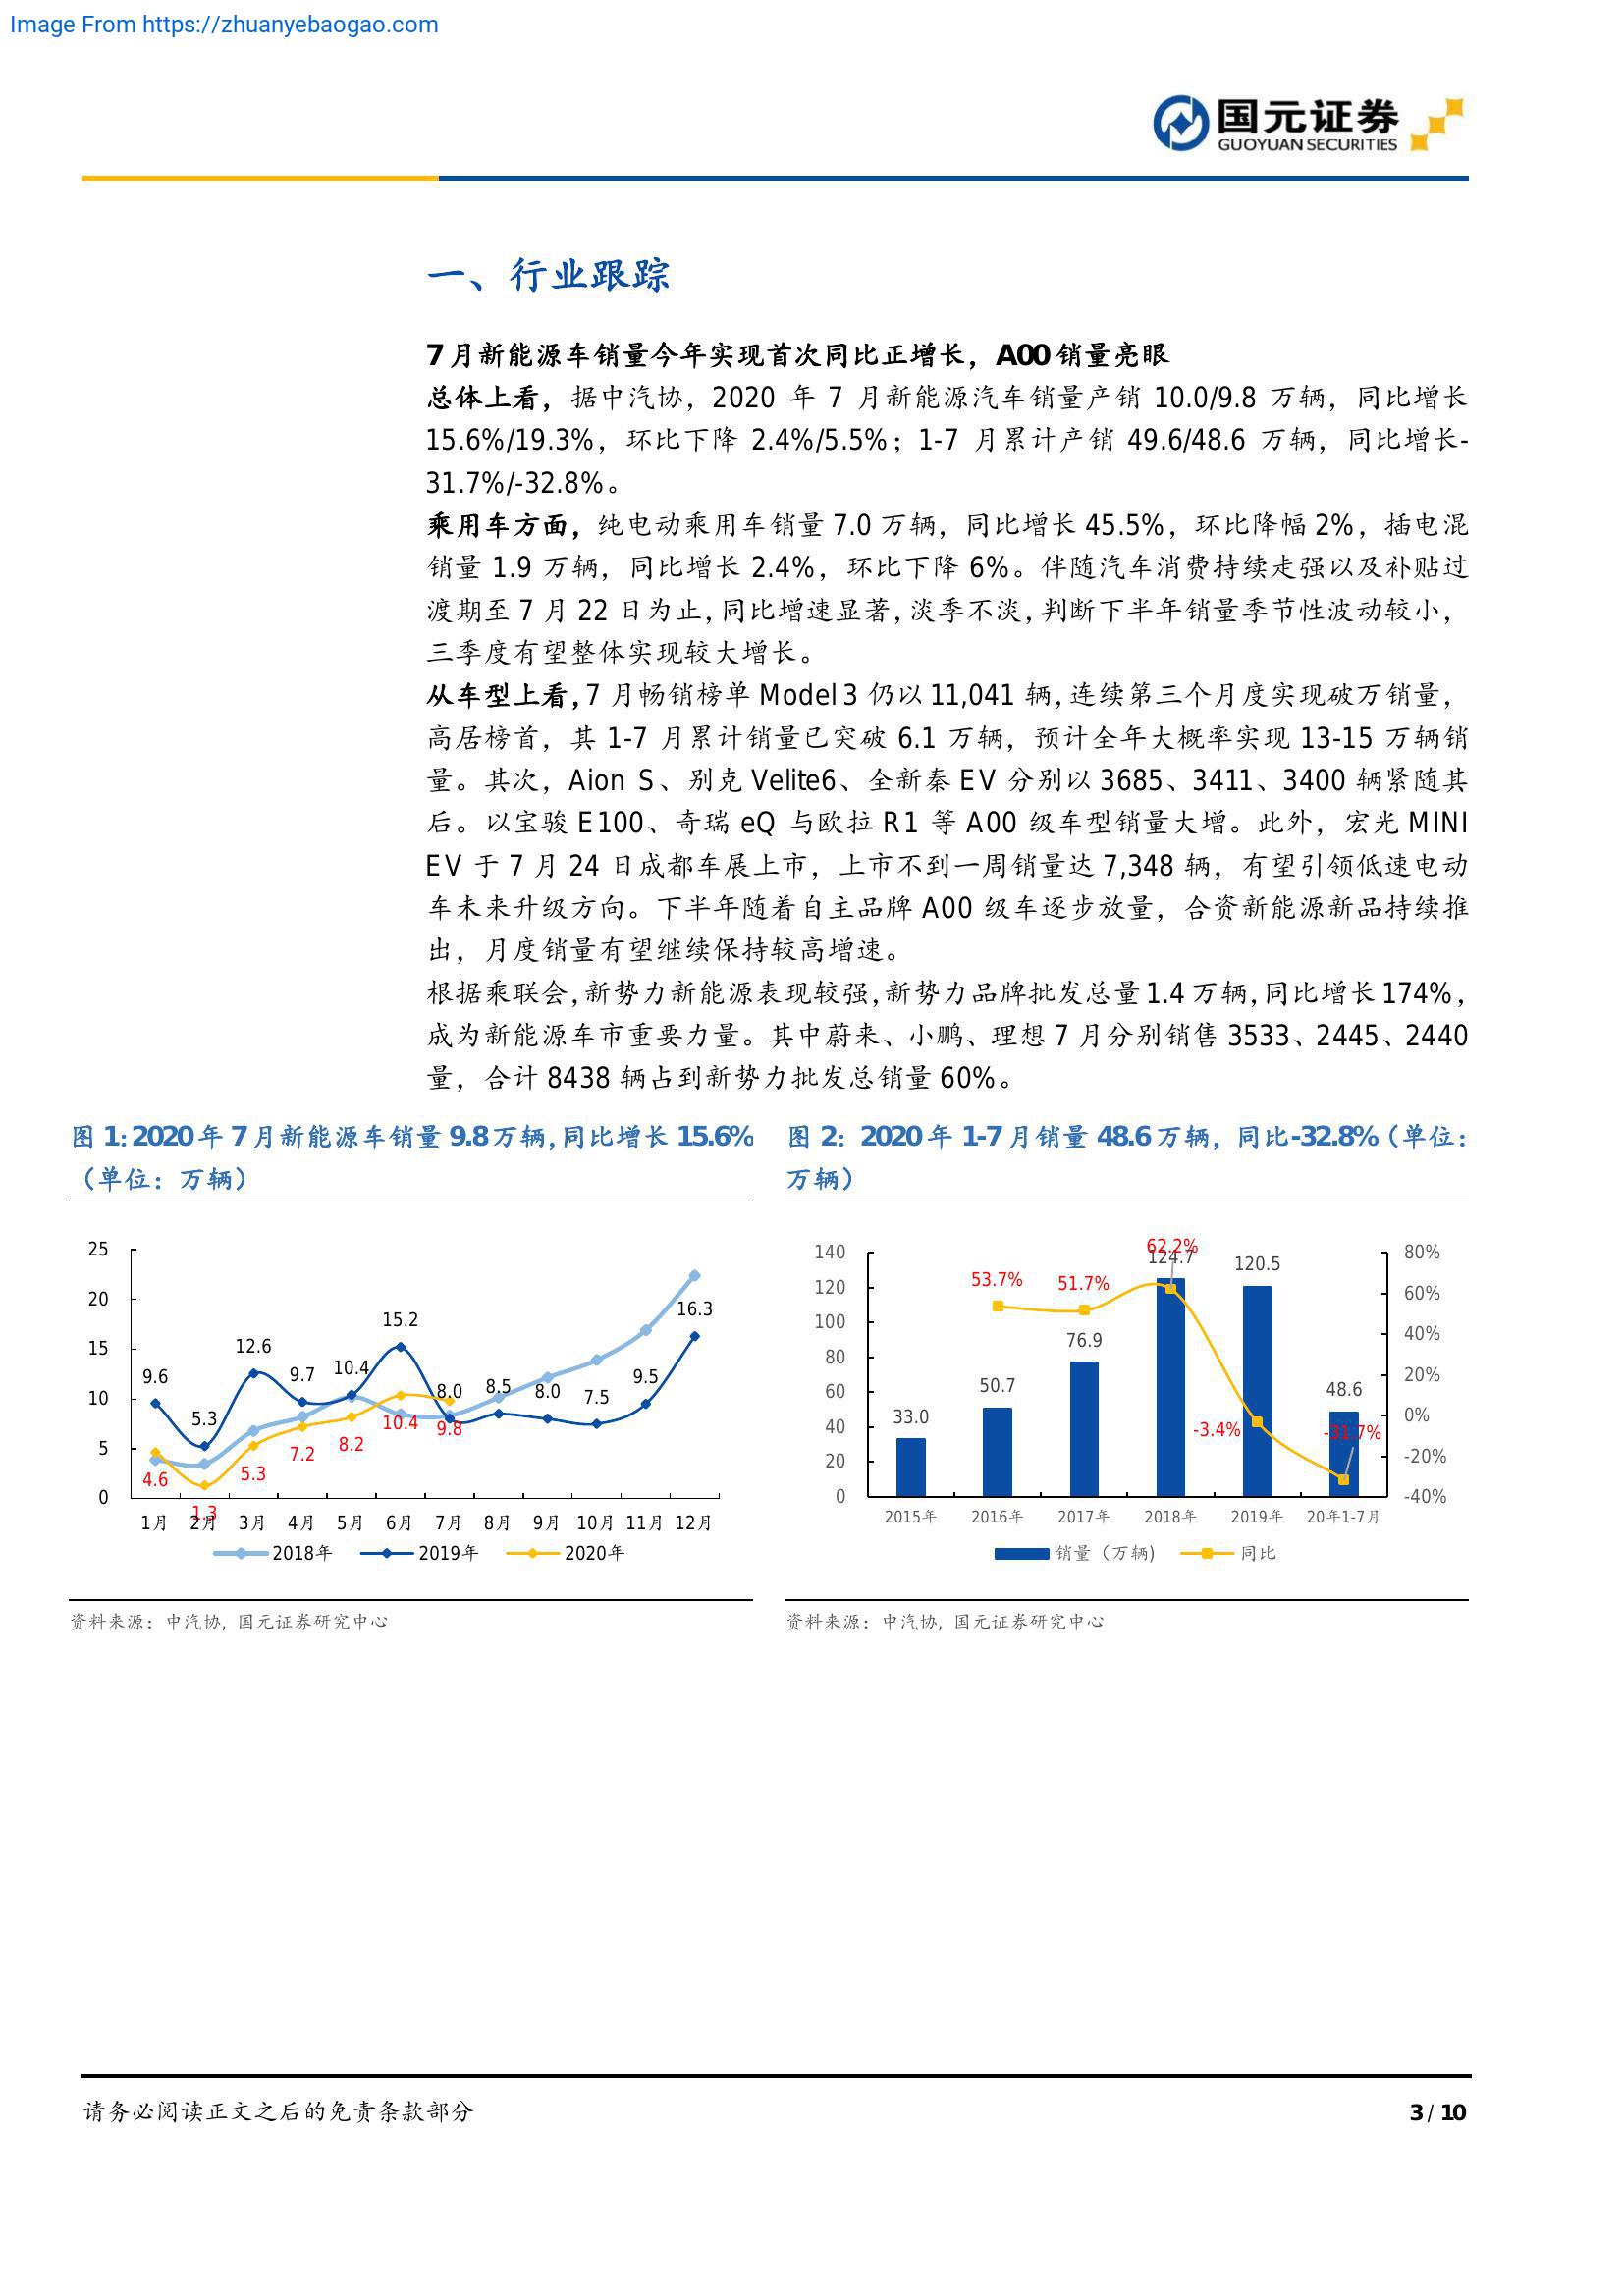 Image From https://zhuanyebaogao.com
国元证券
GUOYUAN SECURITIES
一、行业跟踪
7 月新能源车销量今年实现首次同比正增长，A00 销量亮眼
总体上看，据中汽协，2020 年 7 月新能源汽车销量产销 10.0/9.8 万辆，同比增长
15.6%/19.3%，环比下降 2.4%/5.5%；1-7 月累计产销 49.6/48.6 万辆，同比增长-
31.7%/-32.8%。
乘用车方面，纯电动乘用车销量 7.0 万辆，同比增长 45.5%，环比降幅 2%，插电混
销量 1.9 万辆，同比增长 2.4%，环比下降 6%。伴随汽车消费持续走强以及补贴过
渡期至 7 月 22 日为止，同比增速显著，淡季不淡，判断下半年销量季节性波动较小，
三季度有望整体实现较大增长。
从车型上看，7 月畅销榜单 Model 3 仍以 11,041 辆，连续第三个月度实现破万销量，
高居榜首，其 1-7 月累计销量已突破 6.1 万辆，预计全年大概率实现 13-15 万辆销
量。其次，Aion S、别克 Velite6、全新秦 EV 分别以 3685、3411、3400 辆紧随其
后。以宝骏 E100、奇瑞 eQ 与欧拉 R1 等 A00 级车型销量大增。此外，宏光 MINI
EV 于 7 月 24 日成都车展上市，上市不到一周销量达 7,348 辆，有望引领低速电动
车未来升级方向。下半年随着自主品牌 A00 级车逐步放量，合资新能源新品持续推
出，月度销量有望继续保持较高增速。
根据乘联会，新势力新能源表现较强，新势力品牌批发总量 1.4 万辆，同比增长 174%，
成为新能源车市重要力量。其中蔚来、小鹏、理想 7 月分别销售 3533、2445、2440
量，合计 8438 辆占到新势力批发总销量 60%。
图 1：2020 年 7 月新能源车销量 9.8 万辆，同比增长 15.6%
（单位：万辆）
25
20
15
10
5
0
9.6
5.3
12.6
9.7
10.4
15.2
8.0
8.5
8.0
7.5
9.5
16.3
4.6
1.3
5.3
7.2
8.2
10.4
9.8
1月 2月 3月 4月 5月 6月 7月 8月 9月 10月 11月 12月
2018年 2019年 2020年
资料来源：中汽协，国元证券研究中心
图 2：2020 年 1-7 月销量 48.6 万辆，同比-32.8%（单位：
万辆）
140
120
100
80
60
40
20
0
33.0
50.7
76.9
124.7
120.5
48.6
53.7%
51.7%
62.2%
-3.4%
-31.7%
80%
60%
40%
20%
0%
-20%
-40%
2015年 2016年 2017年 2018年 2019年 20年1-7月
销量（万辆） 同比
资料来源：中汽协，国元证券研究中心
请务必阅读正文之后的免责条款部分
3 / 10